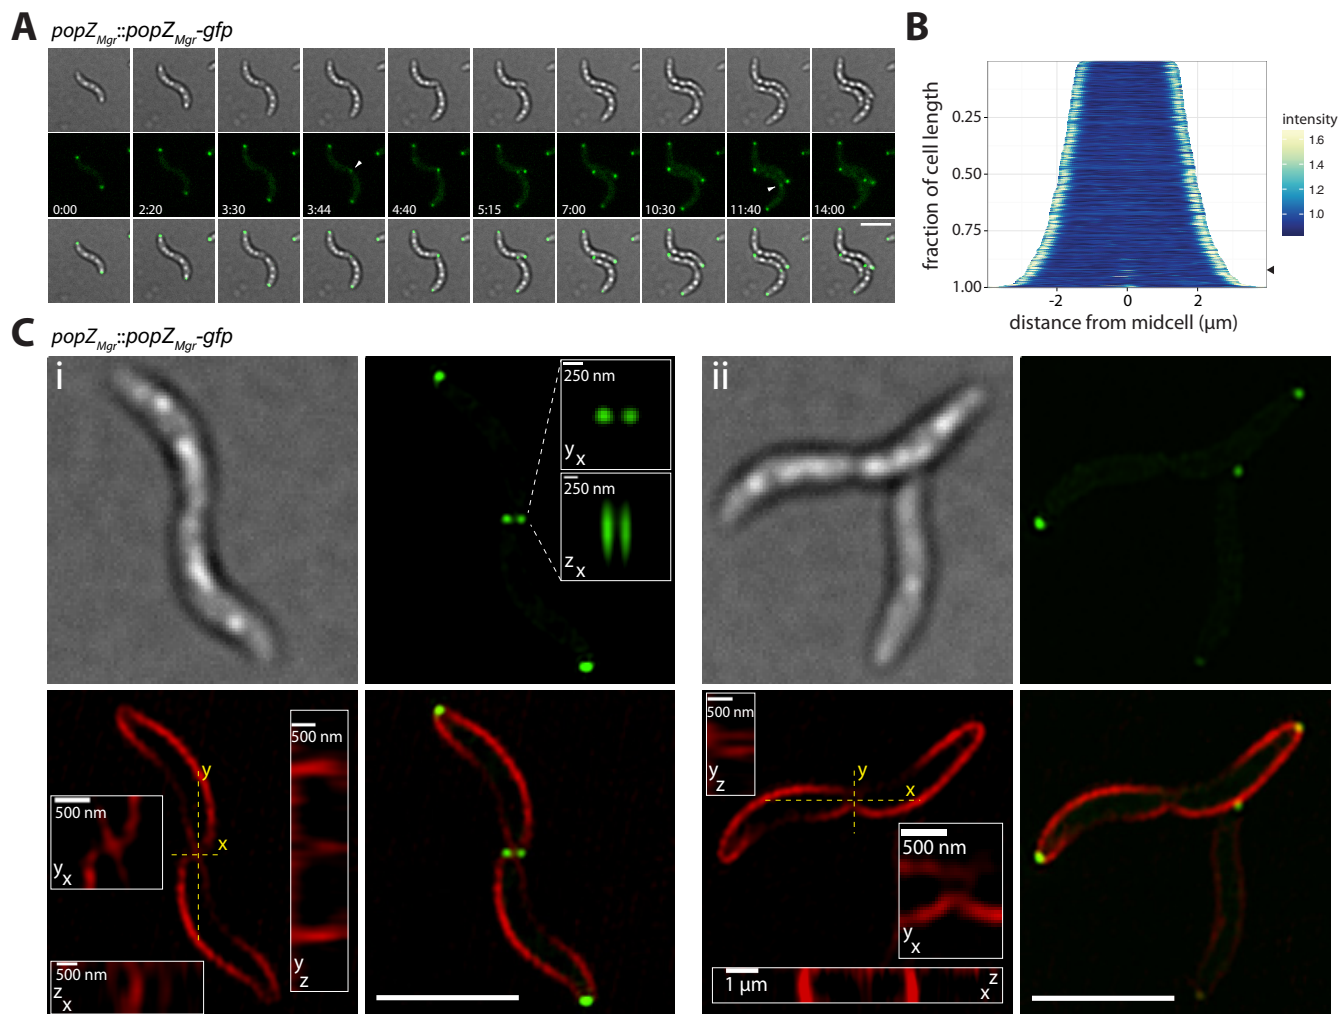 A popZMgr::popZMgr-gfp
0:00 2:20 3:30 3:44 4:40 5:15 7:00 10:30 11:40 14:00
B
fraction of cell length
0.25
0.50
0.75
1.00
-2 0 2
distance from midcell (µm)
intensity
1.6
1.4
1.2
1.0
C popZMgr::popZMgr-gfp
i
250 nm
y x
250 nm
z x
ii
500 nm
y x
500 nm
z x
y
x
500 nm
y z
500 nm
y z
y
x
500 nm
y x
1 µm
z x